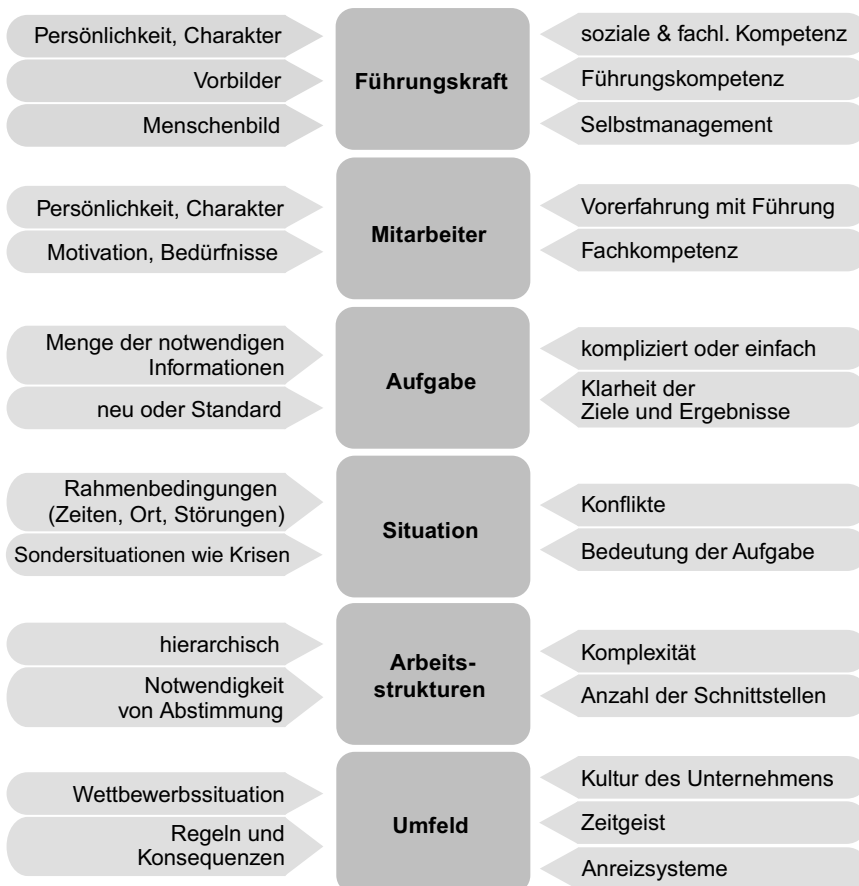 Persönlichkeit, Charakter
Vorbilder
Menschenbild
Führungskraft
soziale & fachl. Kompetenz
Führungskompetenz
Selbstmanagement
Persönlichkeit, Charakter
Motivation, Bedürfnisse
Mitarbeiter
Vorerfahrung mit Führung
Fachkompetenz
Menge der notwendigen
Informationen
neu oder Standard
Aufgabe
kompliziert oder einfach
Klarheit der
Ziele und Ergebnisse
Rahmenbedingungen
(Zeiten, Ort, Störungen)
Sondersituationen wie Krisen
Situation
Konflikte
Bedeutung der Aufgabe
hierarchisch
Notwendigkeit
von Abstimmung
Arbeits-
strukturen
Komplexität
Anzahl der Schnittstellen
Wettbewerbssituation
Regeln und
Konsequenzen
Umfeld
Kultur des Unternehmens
Zeitgeist
Anreizsysteme